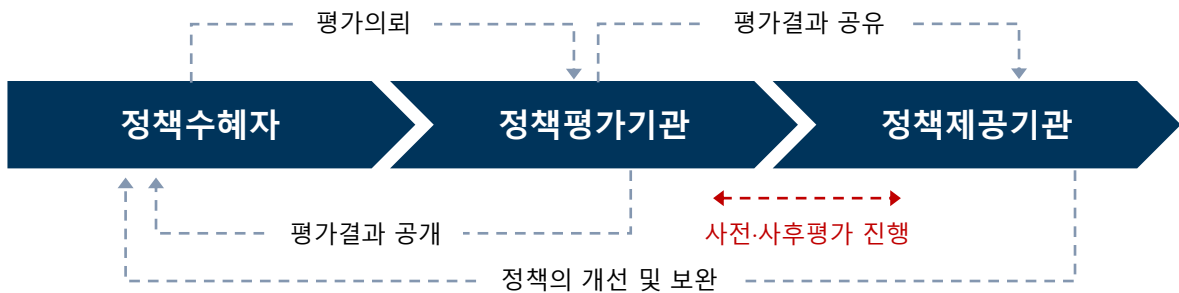 평가의뢰
평가결과 공유
정책수혜자
정책평가기관
정책제공기관
평가결과 공개
사전·사후평가 진행
정책의 개선 및 보완